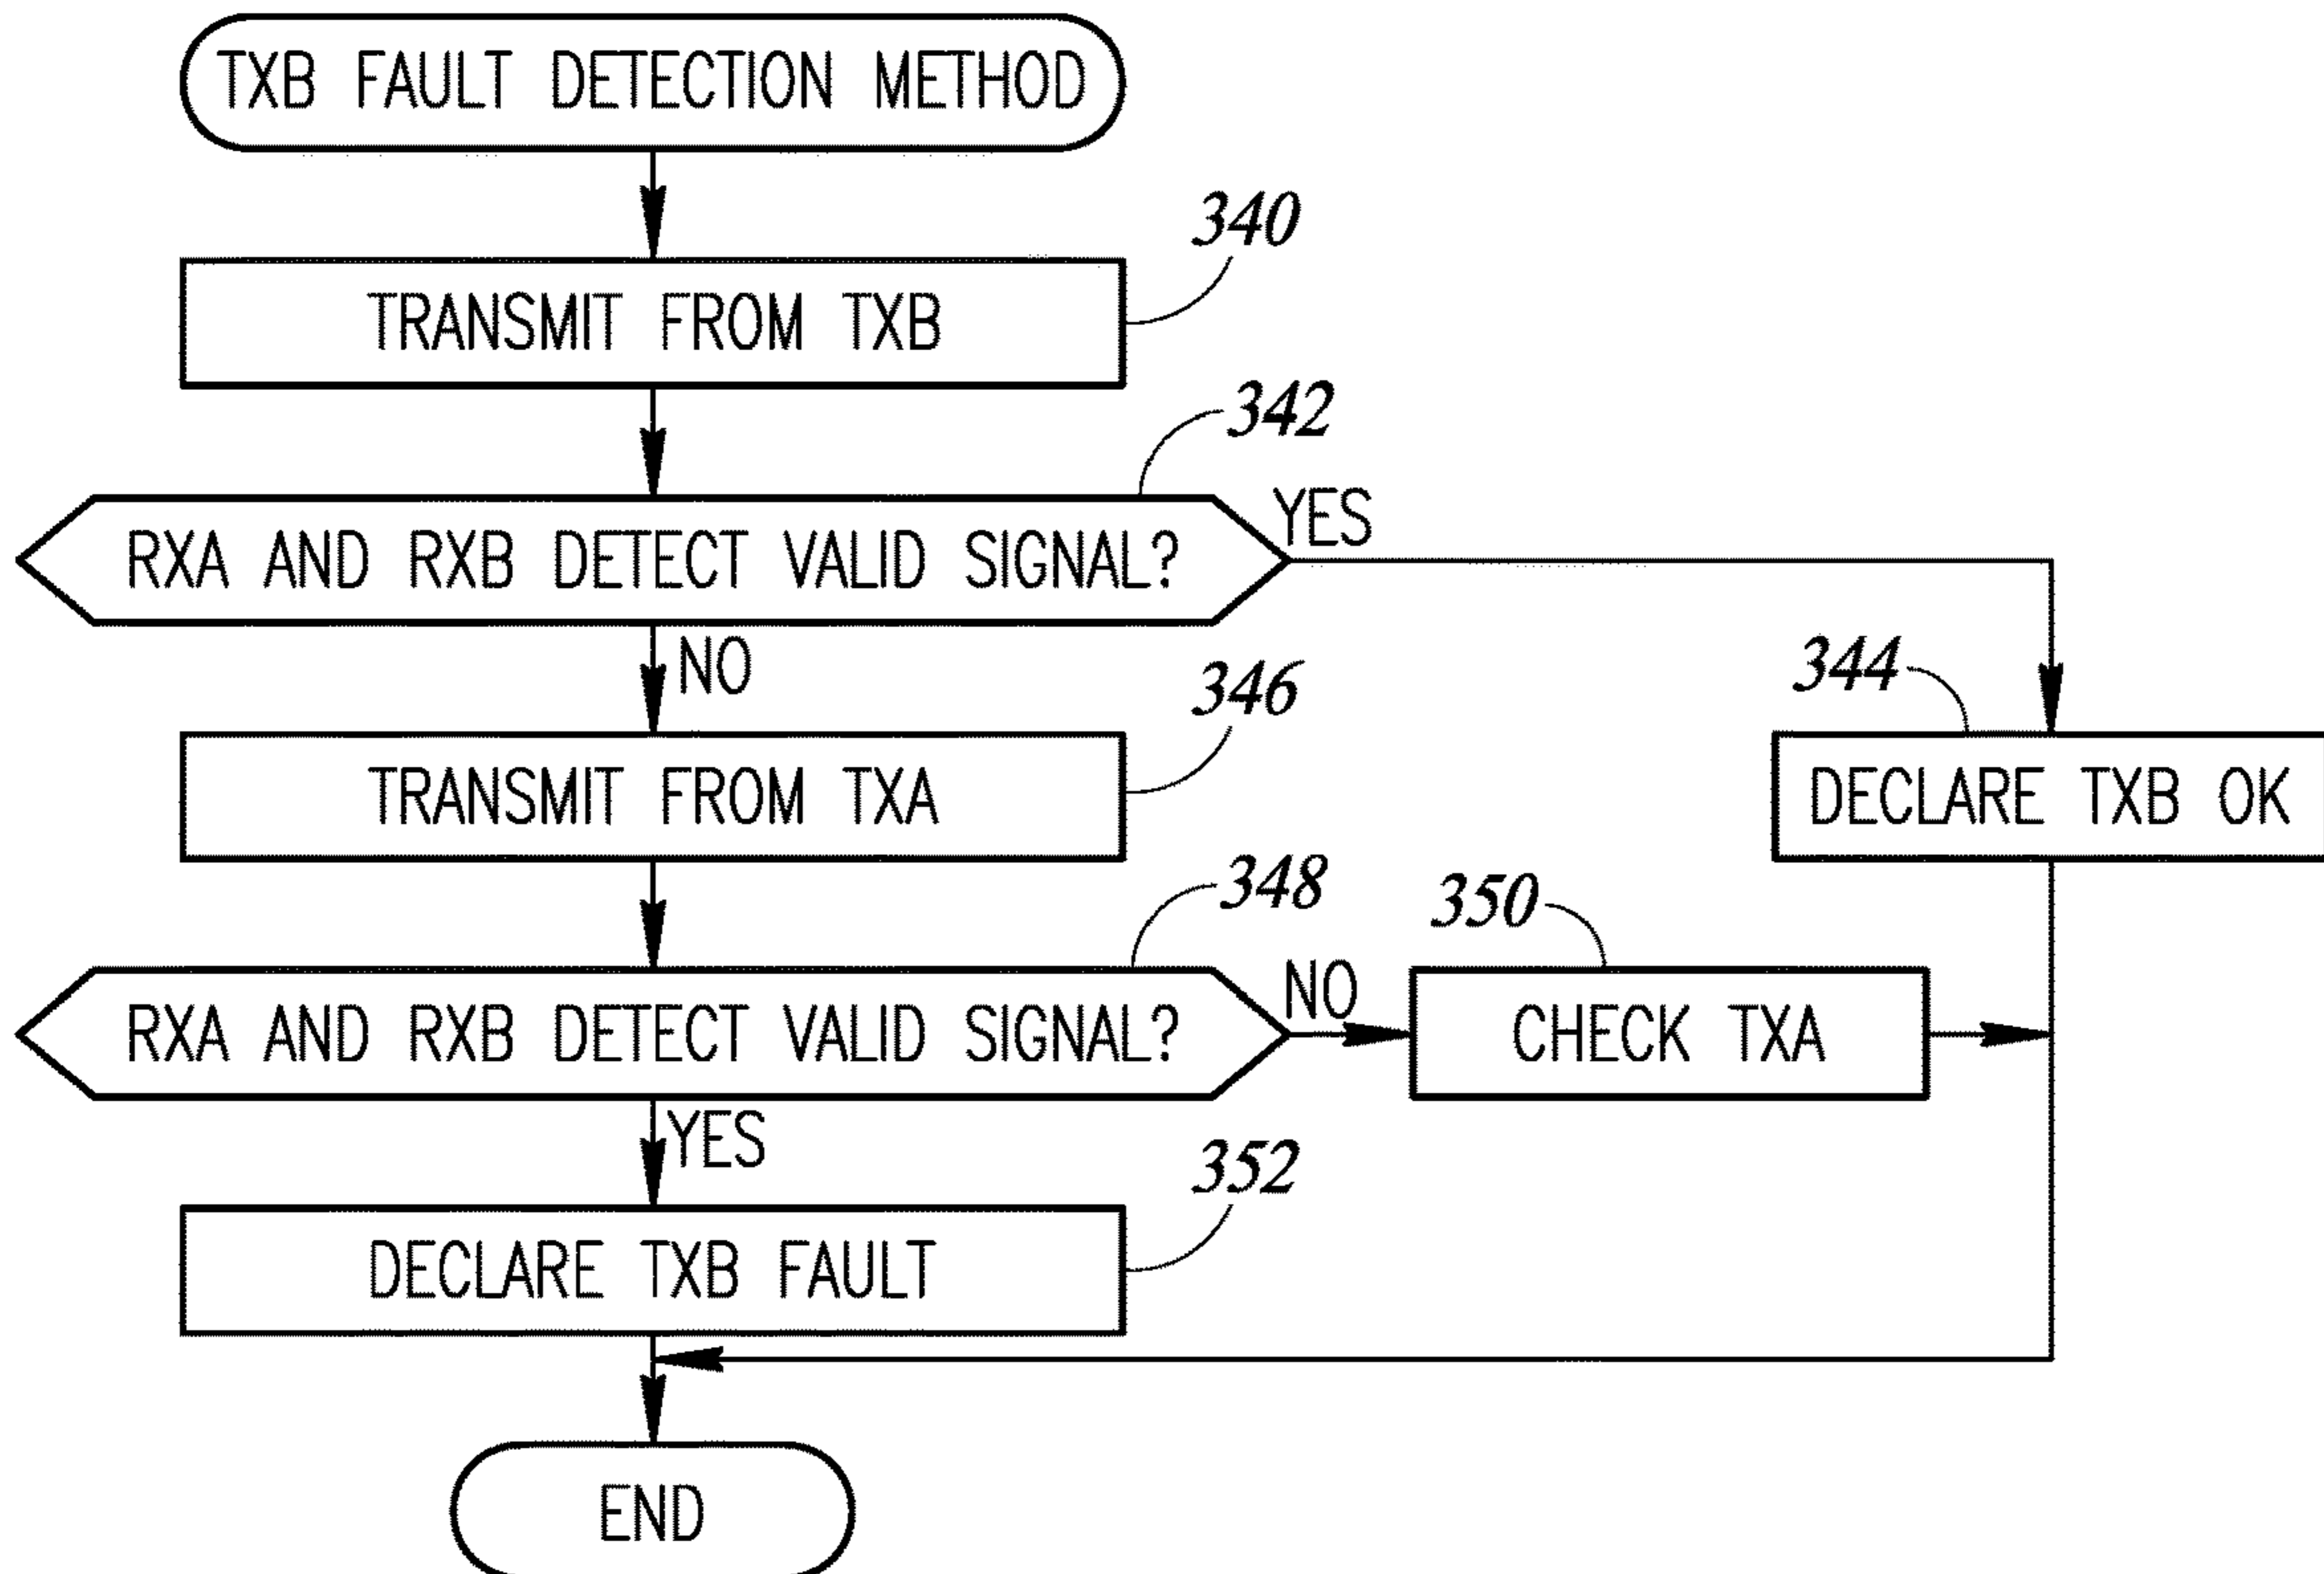 TXB FAULT DETECTION METHOD
340
TRANSMIT FROM TXB
342
RXA AND RXB DETECT VALID SIGNAL?
YES
NO
346
344
TRANSMIT FROM TXA
DECLARE TXB OK
348
350
RXA AND RXB DETECT VALID SIGNAL?
NO
CHECK TXA
YES
352
DECLARE TXB FAULT
END